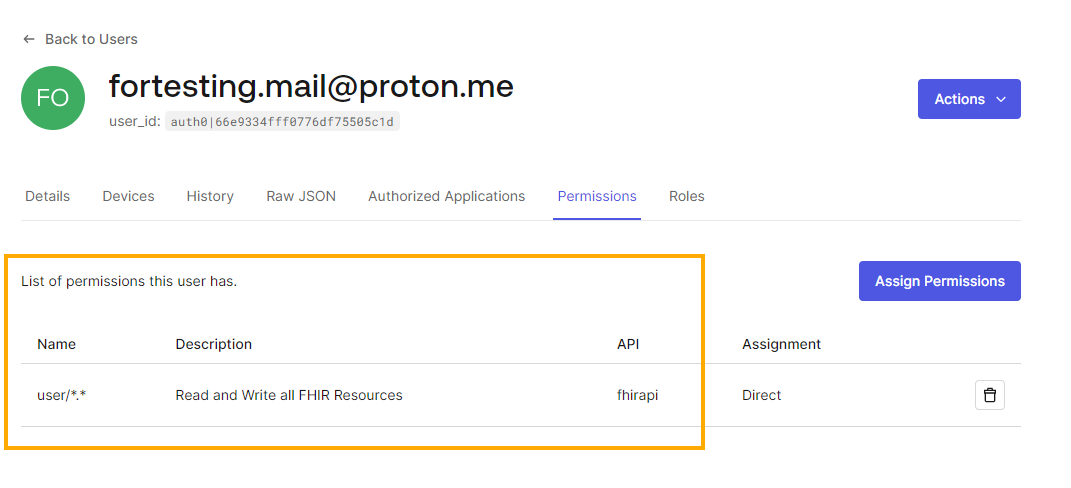 ← Back to Users
FO
fortesting.mail@proton.me
Actions
user_id: auth0|66e9334fff0776df75505c1d
Details Devices History Raw JSON Authorized Applications Permissions Roles
List of permissions this user has.
Assign Permissions
Name Description API Assignment
user/*.* Read and Write all FHIR Resources fhirapi Direct